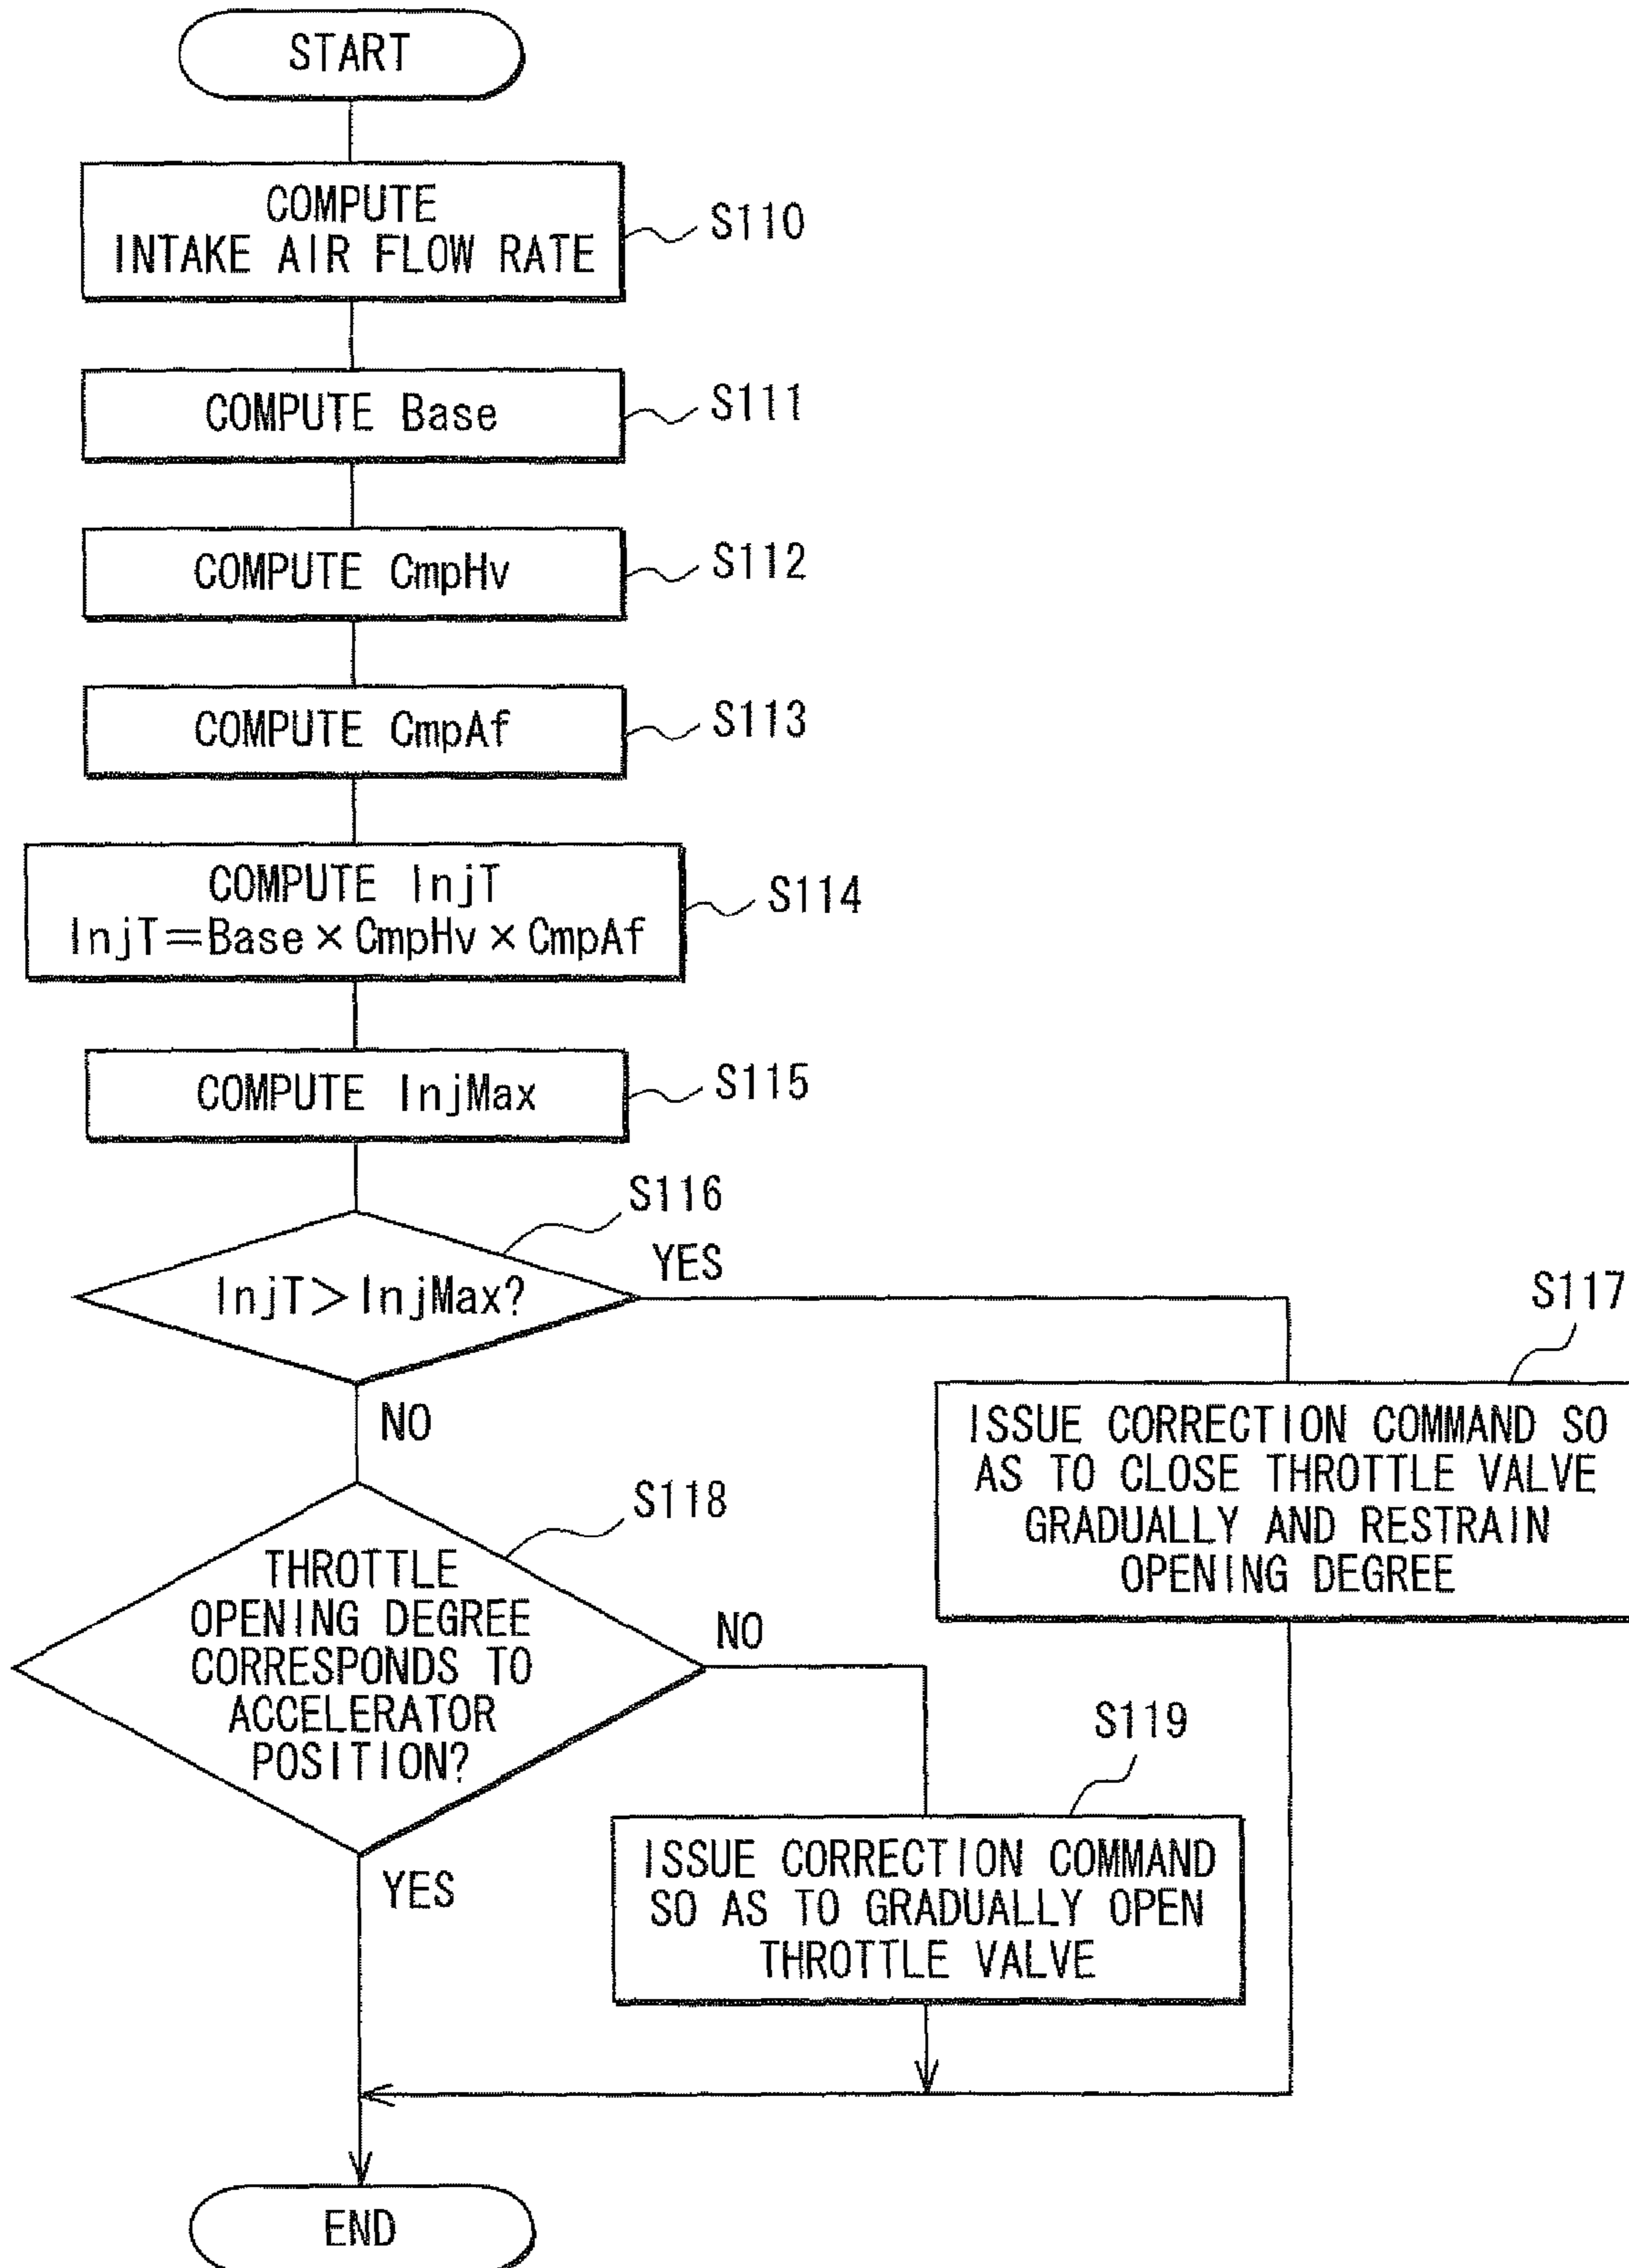 START
COMPUTE
INTAKE AIR FLOW RATE
S110
COMPUTE Base
S111
COMPUTE CmpHv
S112
COMPUTE CmpAf
S113
COMPUTE InjT
InjT=Base×CmpHv×CmpAf
S114
COMPUTE InjMax
S115
S116
InjT>InjMax?
YES
NO
S117
ISSUE CORRECTION COMMAND SO
AS TO CLOSE THROTTLE VALVE
GRADUALLY AND RESTRAIN
OPENING DEGREE
S118
THROTTLE
OPENING DEGREE
CORRESPONDS TO
ACCELERATOR
POSITION?
NO
YES
S119
ISSUE CORRECTION COMMAND
SO AS TO GRADUALLY OPEN
THROTTLE VALVE
END